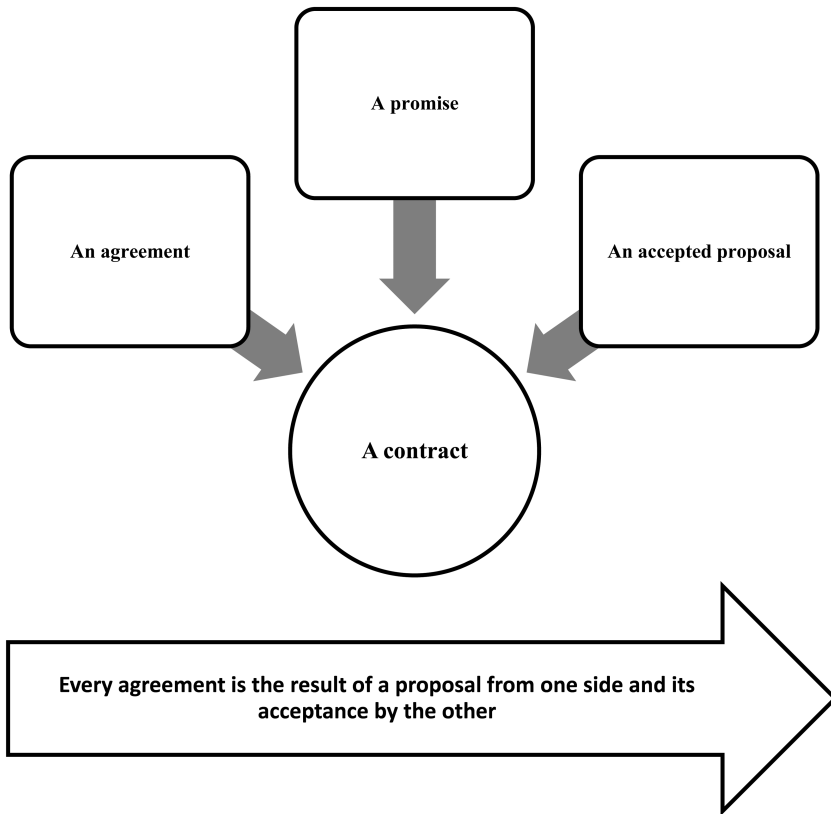 A promise
An agreement
An accepted proposal
A contract
Every agreement is the result of a proposal from one side and its
acceptance by the other